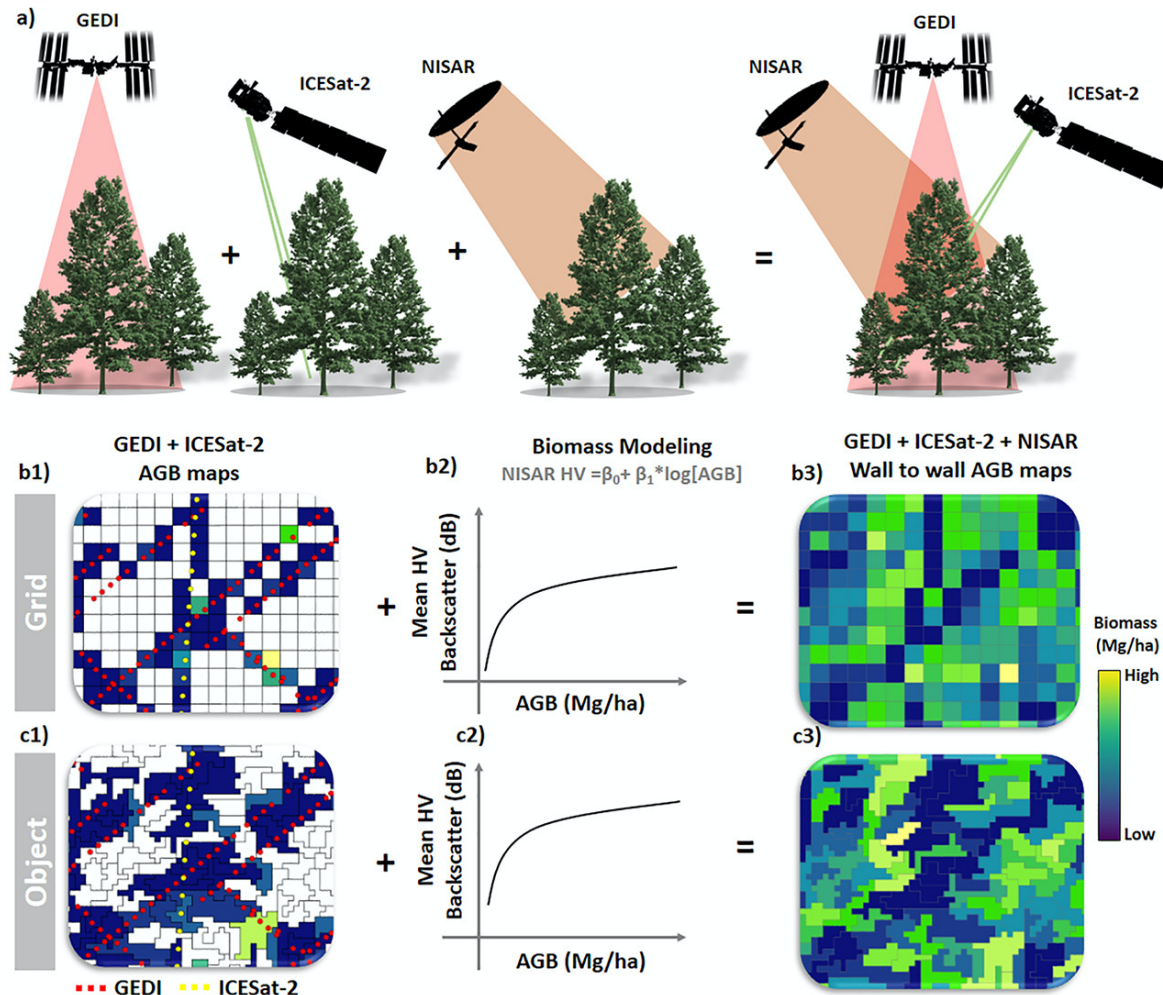 a)
GEDI
ICESat-2
NISAR
NISAR
GEDI
ICESat-2
+
+
=
GEDI + ICESat-2
AGB maps
Biomass Modeling
NISAR HV =β₀+ β₁*log[AGB]
GEDI + ICESat-2 + NISAR
Wall to wall AGB maps
b1)
b2)
b3)
Grid
+
Mean HV
Backscatter (dB)
AGB (Mg/ha)
=
Biomass
(Mg/ha)
High
Low
c1)
c2)
c3)
Object
+
Mean HV
Backscatter (dB)
AGB (Mg/ha)
=
GEDI
ICESat-2